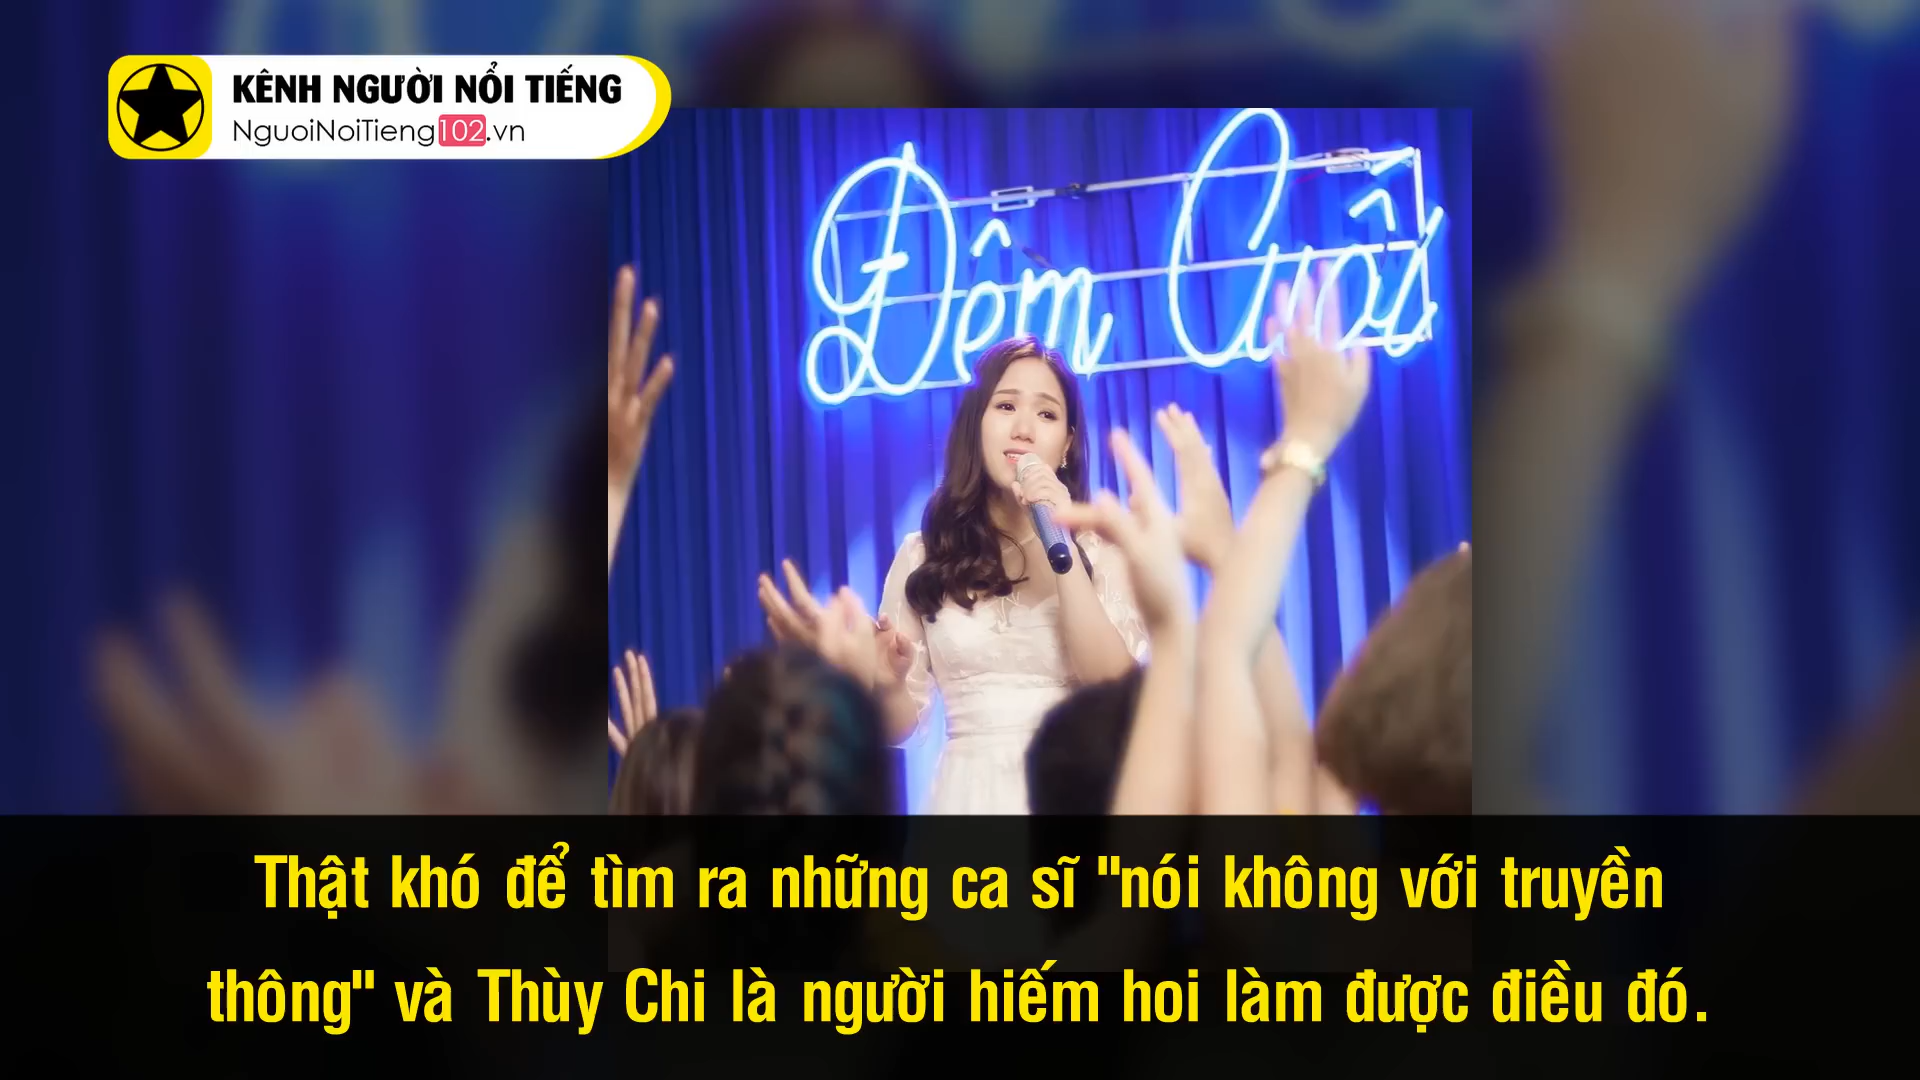 KÊNH NGƯỜI NỔI TIẾNG
NguoiNoiTieng102.vn
Đêm Cuối
Thật khó để tìm ra những ca sĩ "nói không với truyền
thông" và Thùy Chi là người hiếm hoi làm được điều đó.